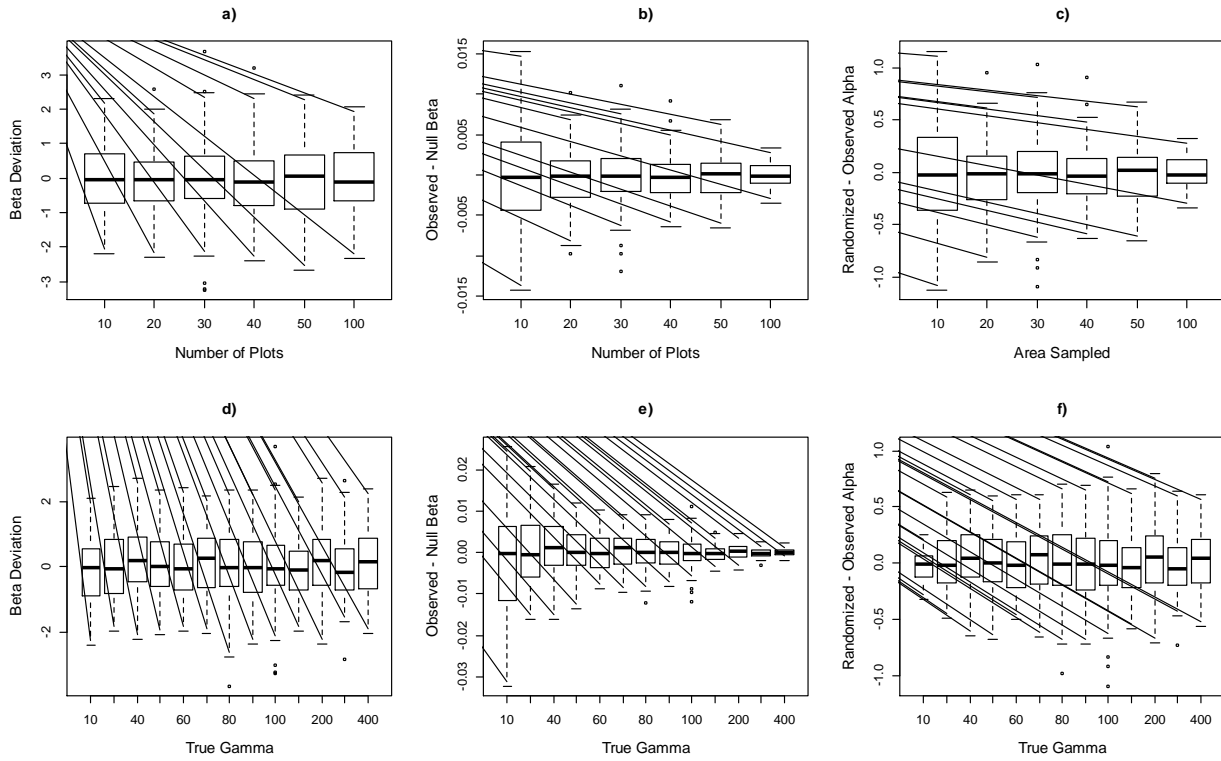 a)
Beta Deviation
3
2
1
0
-1
-2
-3
10 20 30 40 50 100
Number of Plots
b)
Observed - Null Beta
0.015
0.005
-0.005
-0.015
10 20 30 40 50 100
Number of Plots
c)
Randomized - Observed Alpha
1.0
0.5
0.0
-0.5
-1.0
10 20 30 40 50 100
Area Sampled
d)
Beta Deviation
2
0
2
10 40 60 80 100 200 400
True Gamma
e)
Observed - Null Beta
0.02
0.01
0.00
-0.01
-0.02
-0.03
10 40 60 80 100 200 400
True Gamma
f)
Randomized - Observed Alpha
1.0
0.5
0.0
-0.5
-1.0
10 40 60 80 100 200 400
True Gamma